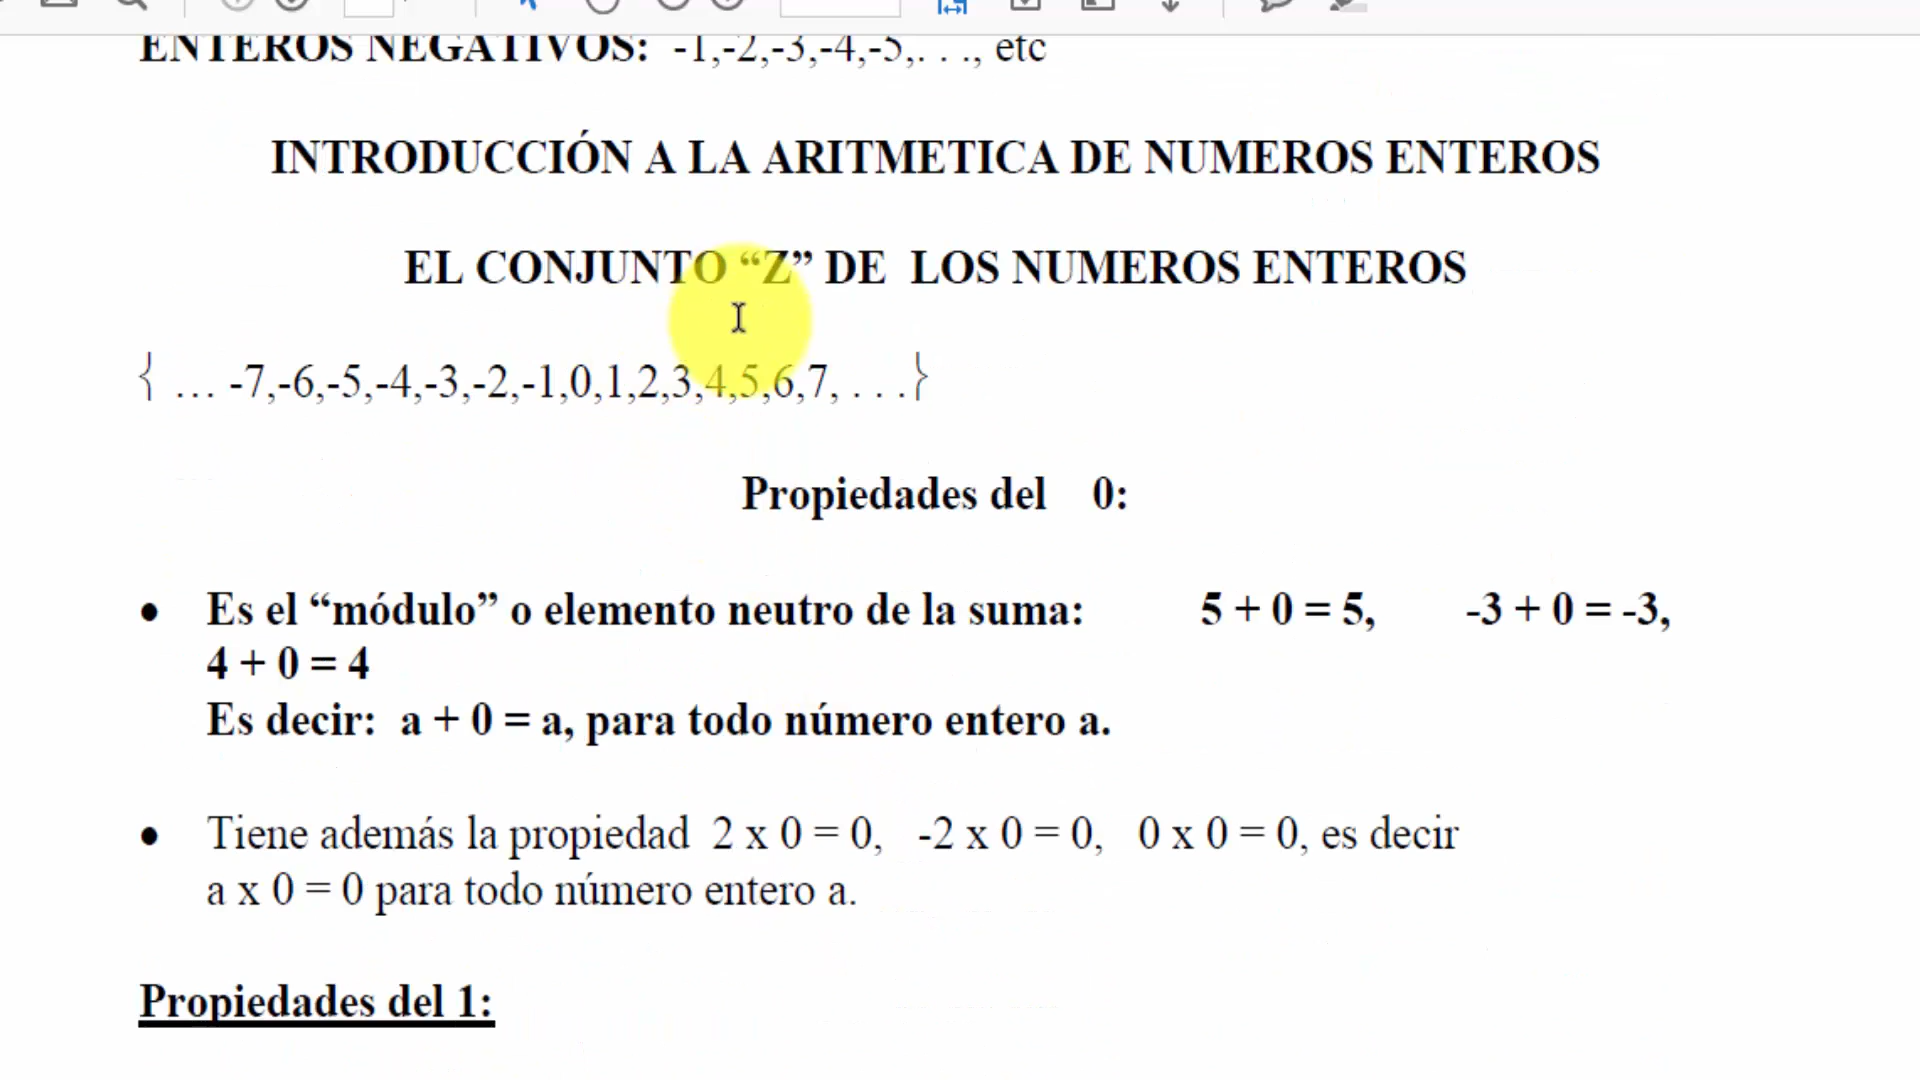 ENTEROS NEGATIVOS: -1,-2,-3,-4,-5,. . ., etc
INTRODUCCIÓN A LA ARITMETICA DE NUMEROS ENTEROS
EL CONJUNTO “Z” DE LOS NUMEROS ENTEROS
{ … -7,-6,-5,-4,-3,-2,-1,0,1,2,3,4,5,6,7, . . .}
Propiedades del 0:
• Es el “módulo” o elemento neutro de la suma: 5 + 0 = 5, -3 + 0 = -3,
4 + 0 = 4
Es decir: a + 0 = a, para todo número entero a.
• Tiene además la propiedad 2 x 0 = 0, -2 x 0 = 0, 0 x 0 = 0, es decir
a x 0 = 0 para todo número entero a.
Propiedades del 1: